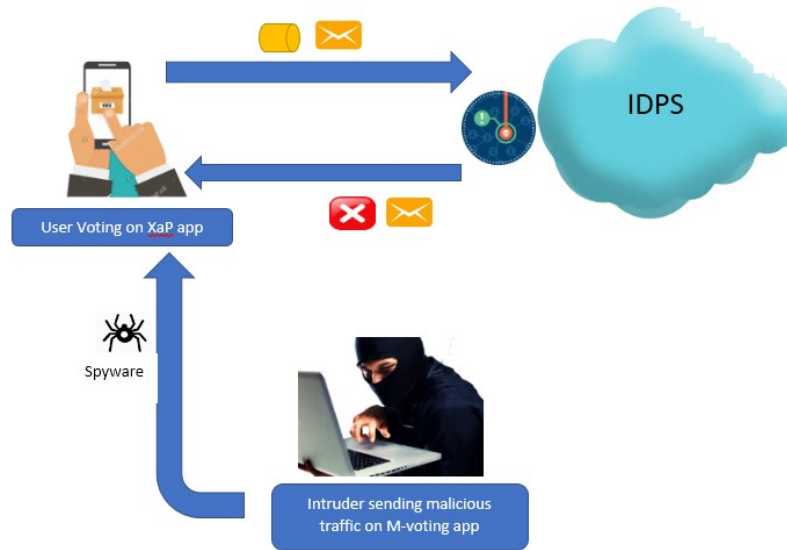 IDPS
User Voting on XaP app
Spyware
Intruder sending malicious
traffic on M-voting app